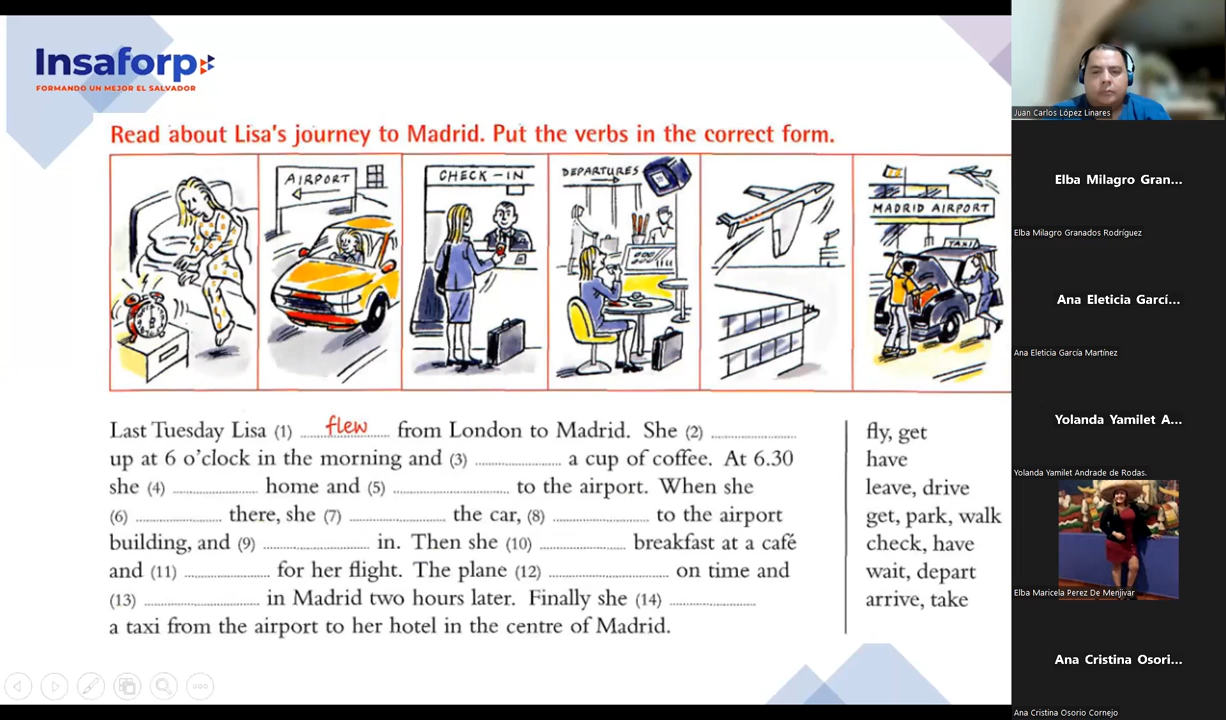 Insaforp
FORMANDO UN MEJOR EL SALVADOR
Read about Lisa's journey to Madrid. Put the verbs in the correct form.
AIRPORT
CHECK-IN
DEPARTURES
MADRID AIRPORT
TAXI
Last Tuesday Lisa (1) flew from London to Madrid. She (2) ....................
up at 6 o'clock in the morning and (3) .................... a cup of coffee. At 6.30
she (4) .................... home and (5) .................... to the airport. When she
(6) .................... there, she (7) .................... the car, (8) .................... to the airport
building, and (9) .................... in. Then she (10) .................... breakfast at a café
and (11) .................... for her flight. The plane (12) .................... on time and
(13) .................... in Madrid two hours later. Finally she (14) ....................
a taxi from the airport to her hotel in the centre of Madrid.
fly, get
have
leave, drive
get, park, walk
check, have
wait, depart
arrive, take
Juan Carlos López Linares
Elba Milagro Gran...
Elba Milagro Granados Rodríguez
Ana Eleticia Garcí...
Ana Eleticia García Martínez
Yolanda Yamilet A...
Yolanda Yamilet Andrade de Rodas.
Elba Maricela Perez De Menjivar
Ana Cristina Osori...
Ana Cristina Osorio Cornejo